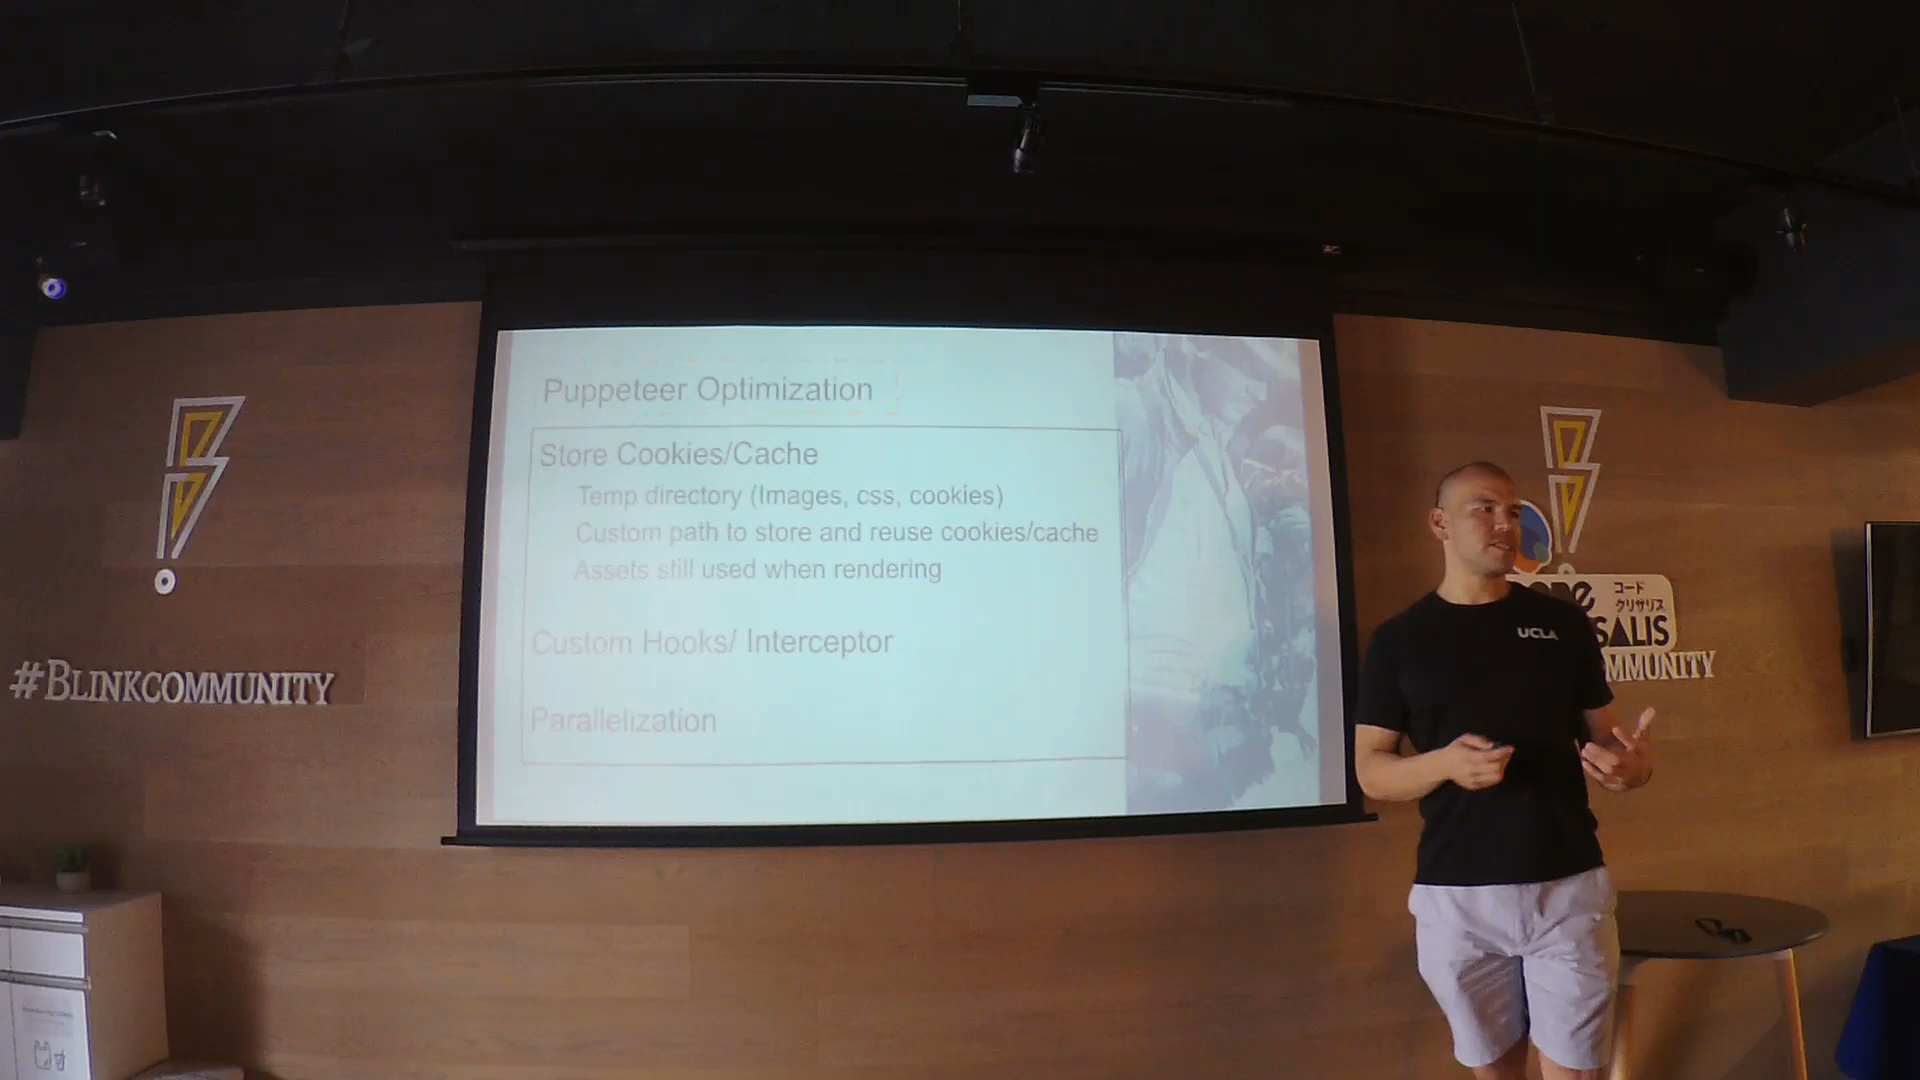 Puppeteer Optimization
Store Cookies/Cache
Temp directory (Images, css, cookies)
Custom path to store and reuse cookies/cache
Assets still used when rendering
Custom Hooks/ Interceptor
Parallelization
#BLINKCOMMUNITY
コード
クリサリス
SALIS
MMUNITY
UCLA